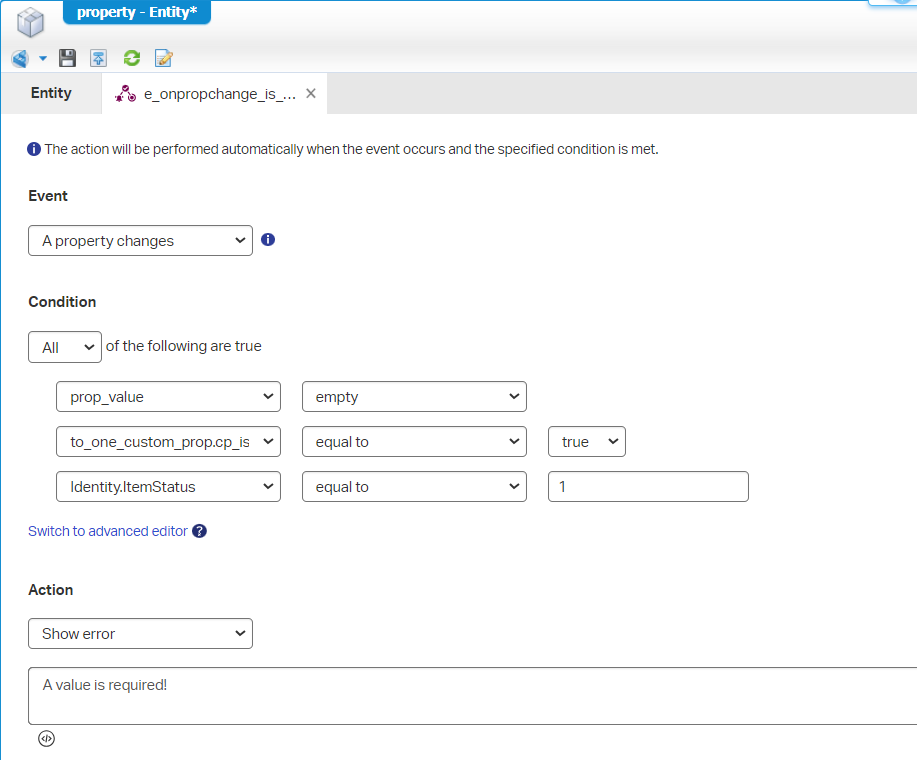 property - Entity*
Entity
e_onpropchange_is_...
The action will be performed automatically when the event occurs and the specified condition is met.
Event
A property changes
Condition
All of the following are true
prop_value empty
to_one_custom_prop.cp_is equal to true
Identity.ItemStatus equal to 1
Switch to advanced editor
Action
Show error
A value is required!